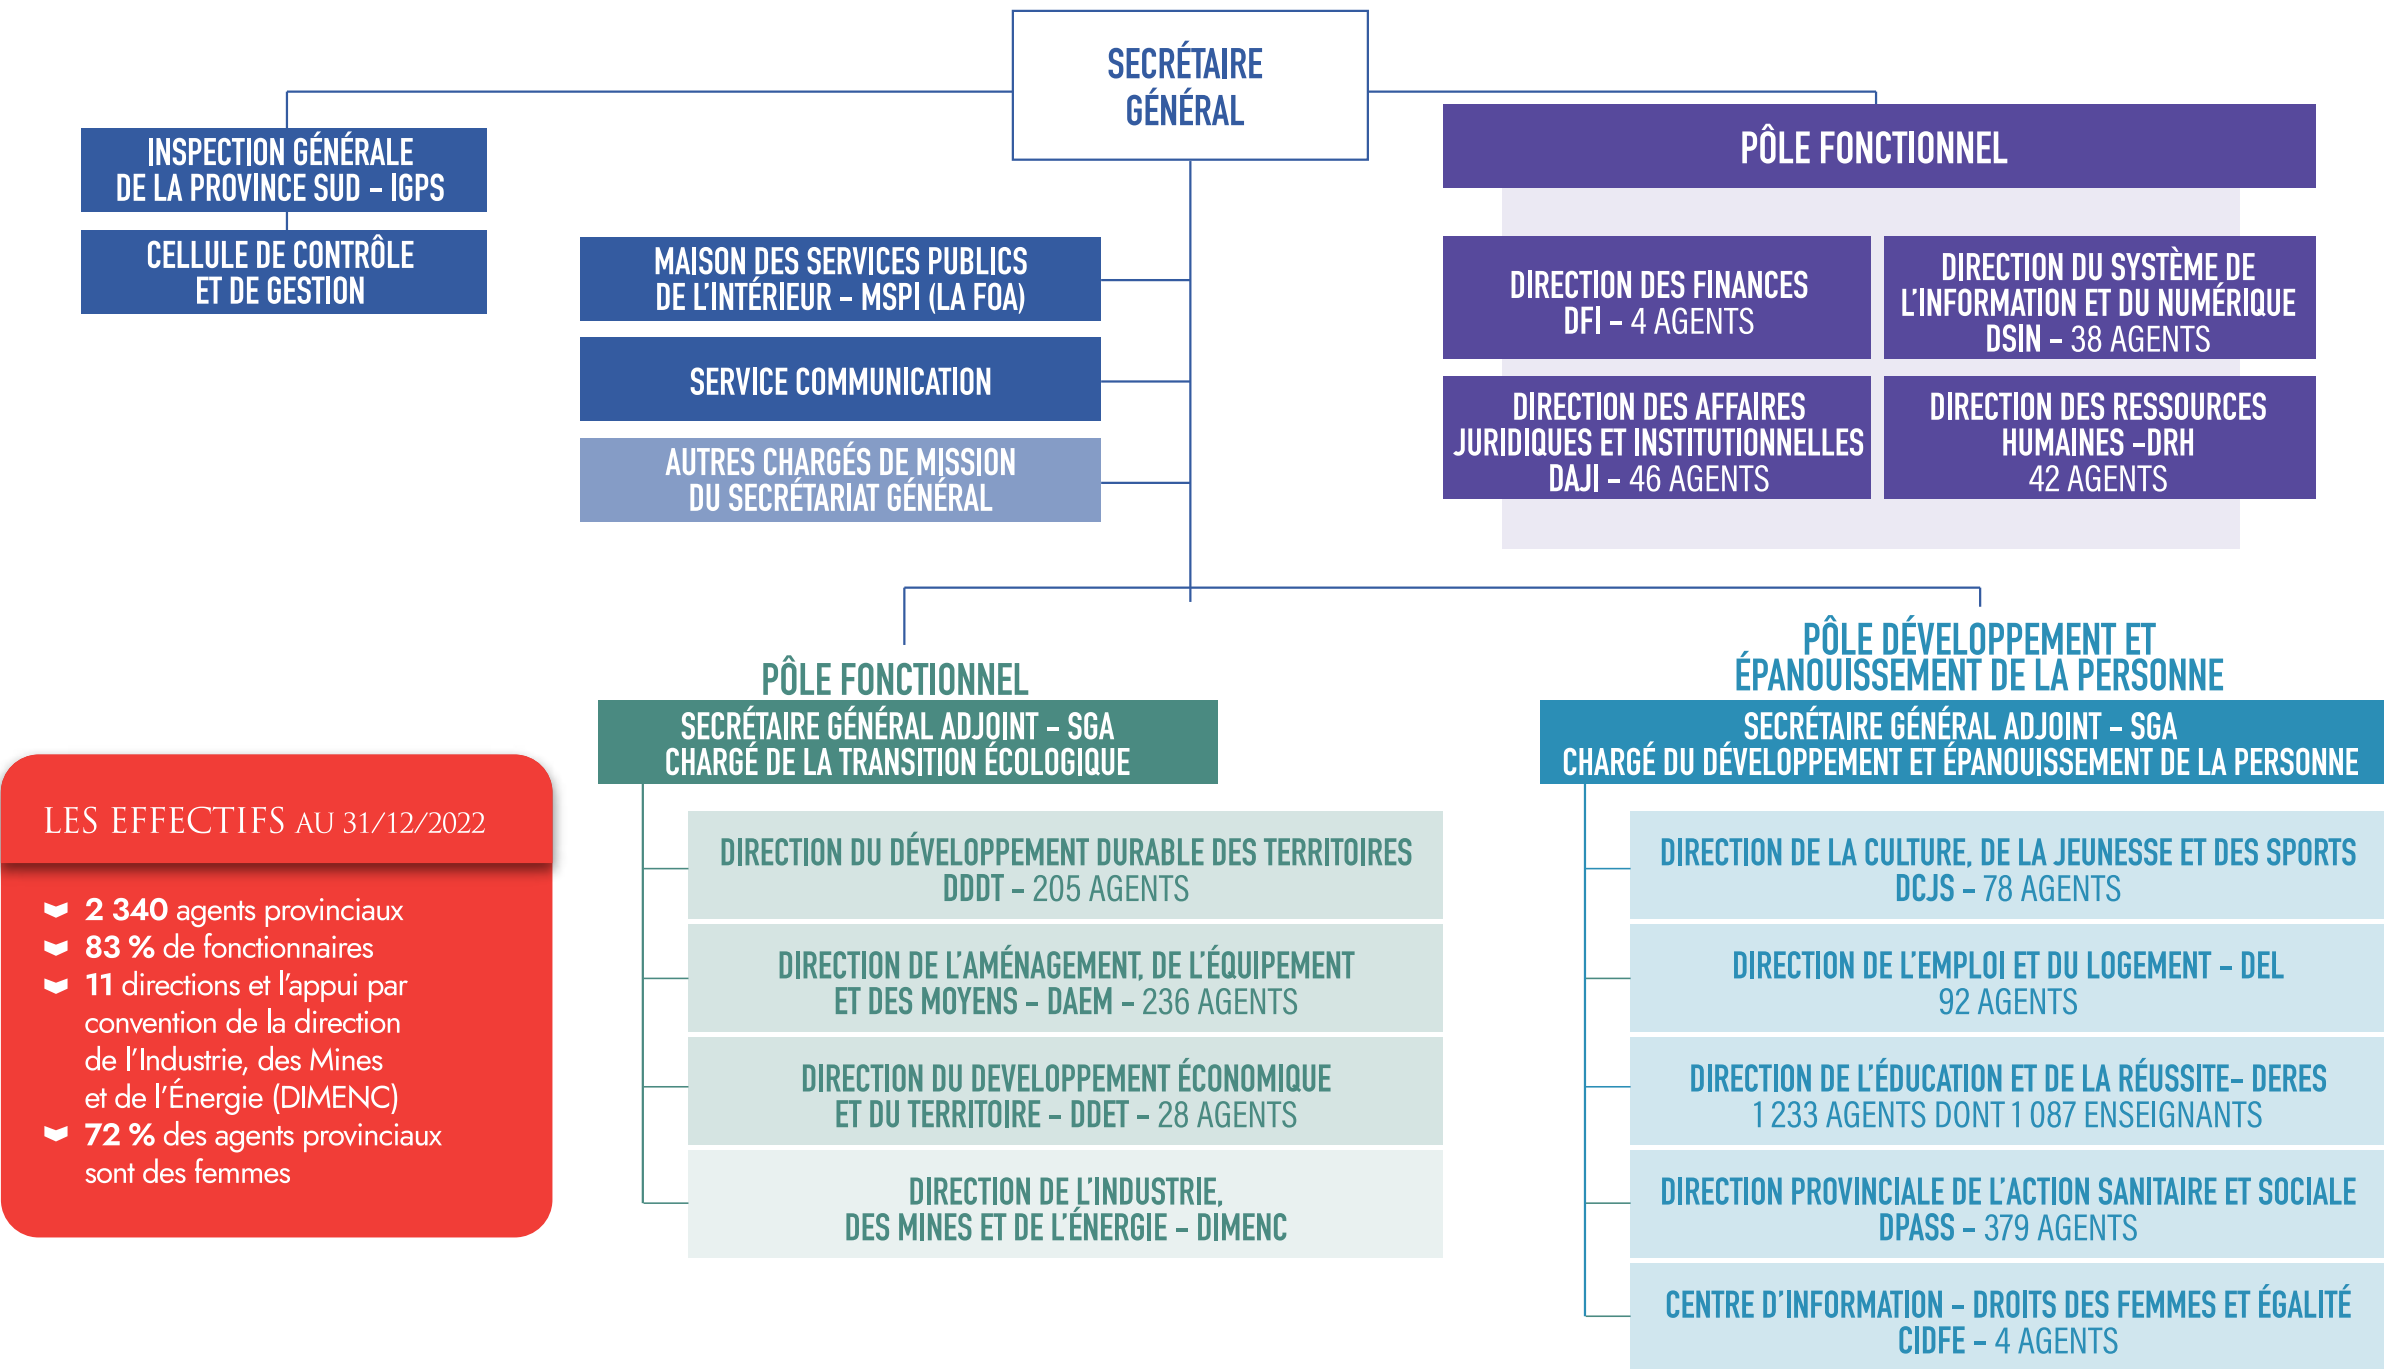 SECRÉTAIRE
GÉNÉRAL
INSPECTION GÉNÉRALE
DE LA PROVINCE SUD – IGPS
CELLULE DE CONTRÔLE
ET DE GESTION
MAISON DES SERVICES PUBLICS
DE L'INTÉRIEUR – MSPI (LA FOA)
SERVICE COMMUNICATION
AUTRES CHARGÉS DE MISSION
DU SECRÉTARIAT GÉNÉRAL
PÔLE FONCTIONNEL
DIRECTION DES FINANCES
DFI – 4 AGENTS
DIRECTION DU SYSTÈME DE
L'INFORMATION ET DU NUMÉRIQUE
DSIN – 38 AGENTS
DIRECTION DES AFFAIRES
JURIDIQUES ET INSTITUTIONNELLES
DAJI – 46 AGENTS
DIRECTION DES RESSOURCES
HUMAINES –DRH
42 AGENTS
PÔLE FONCTIONNEL
SECRÉTAIRE GÉNÉRAL ADJOINT – SGA
CHARGÉ DE LA TRANSITION ÉCOLOGIQUE
DIRECTION DU DÉVELOPPEMENT DURABLE DES TERRITOIRES
DDDT – 205 AGENTS
DIRECTION DE L'AMÉNAGEMENT, DE L'ÉQUIPEMENT
ET DES MOYENS – DAEM – 236 AGENTS
DIRECTION DU DEVELOPPEMENT ÉCONOMIQUE
ET DU TERRITOIRE – DDET – 28 AGENTS
DIRECTION DE L'INDUSTRIE,
DES MINES ET DE L'ÉNERGIE – DIMENC
PÔLE DÉVELOPPEMENT ET
ÉPANOUISSEMENT DE LA PERSONNE
SECRÉTAIRE GÉNÉRAL ADJOINT – SGA
CHARGÉ DU DÉVELOPPEMENT ET ÉPANOUISSEMENT DE LA PERSONNE
DIRECTION DE LA CULTURE, DE LA JEUNESSE ET DES SPORTS
DCJS – 78 AGENTS
DIRECTION DE L'EMPLOI ET DU LOGEMENT – DEL
92 AGENTS
DIRECTION DE L'ÉDUCATION ET DE LA RÉUSSITE– DERES
1 233 AGENTS DONT 1 087 ENSEIGNANTS
DIRECTION PROVINCIALE DE L'ACTION SANITAIRE ET SOCIALE
DPASS – 379 AGENTS
CENTRE D'INFORMATION – DROITS DES FEMMES ET ÉGALITÉ
CIDFE – 4 AGENTS
LES EFFECTIFS AU 31/12/2022
2 340 agents provinciaux
83 % de fonctionnaires
11 directions et l'appui par
convention de la direction
de l'Industrie, des Mines
et de l'Énergie (DIMENC)
72 % des agents provinciaux
sont des femmes